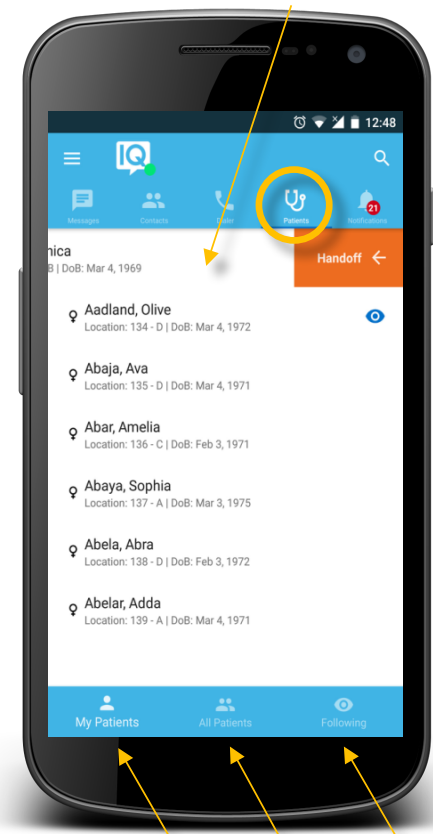 12:48
IQ
Messages
Contacts
Dialer
Patients
21
Notifications
nica
B | DoB: Mar 4, 1969
Handoff
Aadland, Olive
Location: 134 - D | DoB: Mar 4, 1972
Abaja, Ava
Location: 135 - D | DoB: Mar 4, 1971
Abar, Amelia
Location: 136 - C | DoB: Feb 3, 1971
Abaya, Sophia
Location: 137 - A | DoB: Mar 3, 1975
Abela, Abra
Location: 138 - D | DoB: Feb 3, 1972
Abelar, Adda
Location: 139 - A | DoB: Mar 4, 1971
My Patients
All Patients
Following